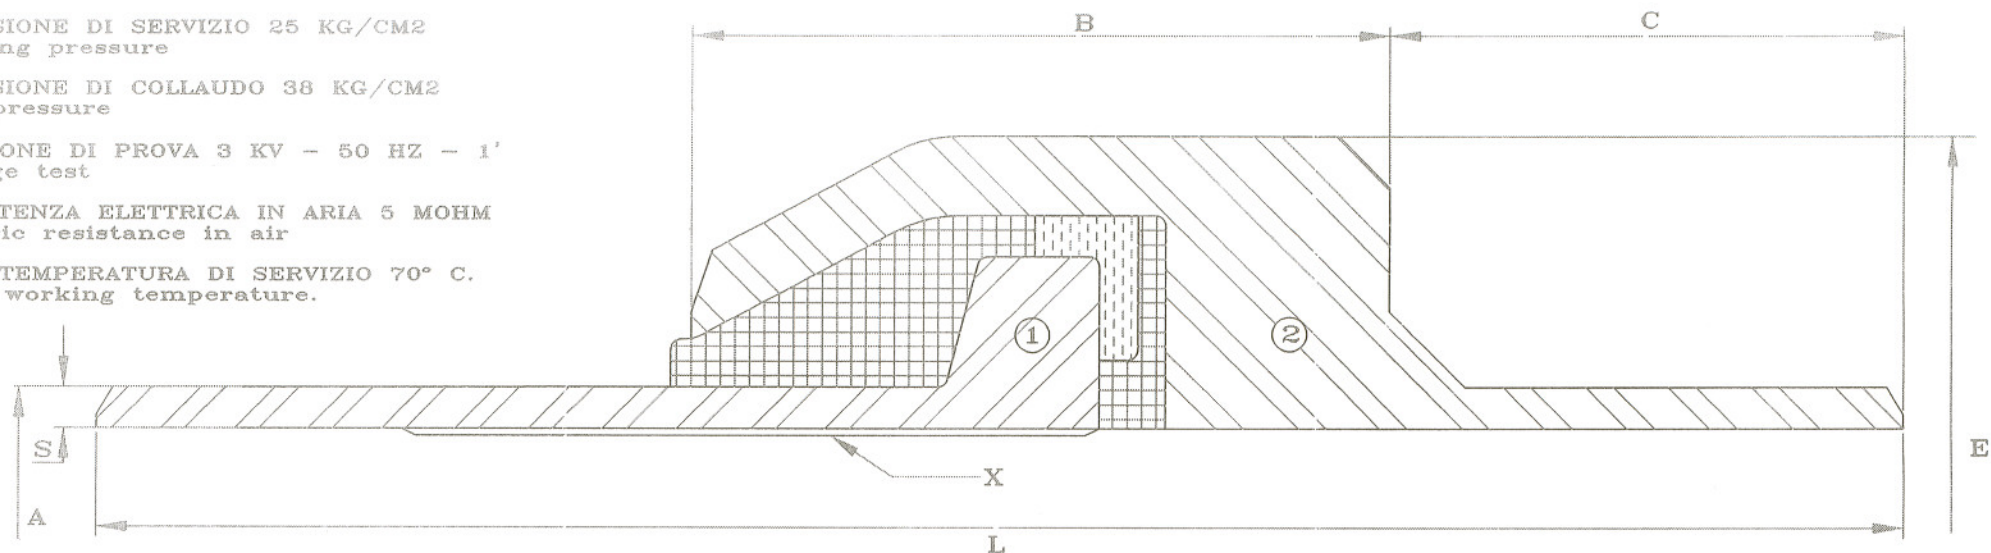 SIONE DI SERVIZIO 25 KG/CM2
ng pressure
SIONE DI COLLAUDO 38 KG/CM2
pressure
ONE DI PROVA 3 KV - 50 HZ - 1'
ge test
TENZA ELETTRICA IN ARIA 5 MOHM
ic resistance in air
TEMPERATURA DI SERVIZIO 70° C.
working temperature.
B
C
1
2
S
A
X
L
E